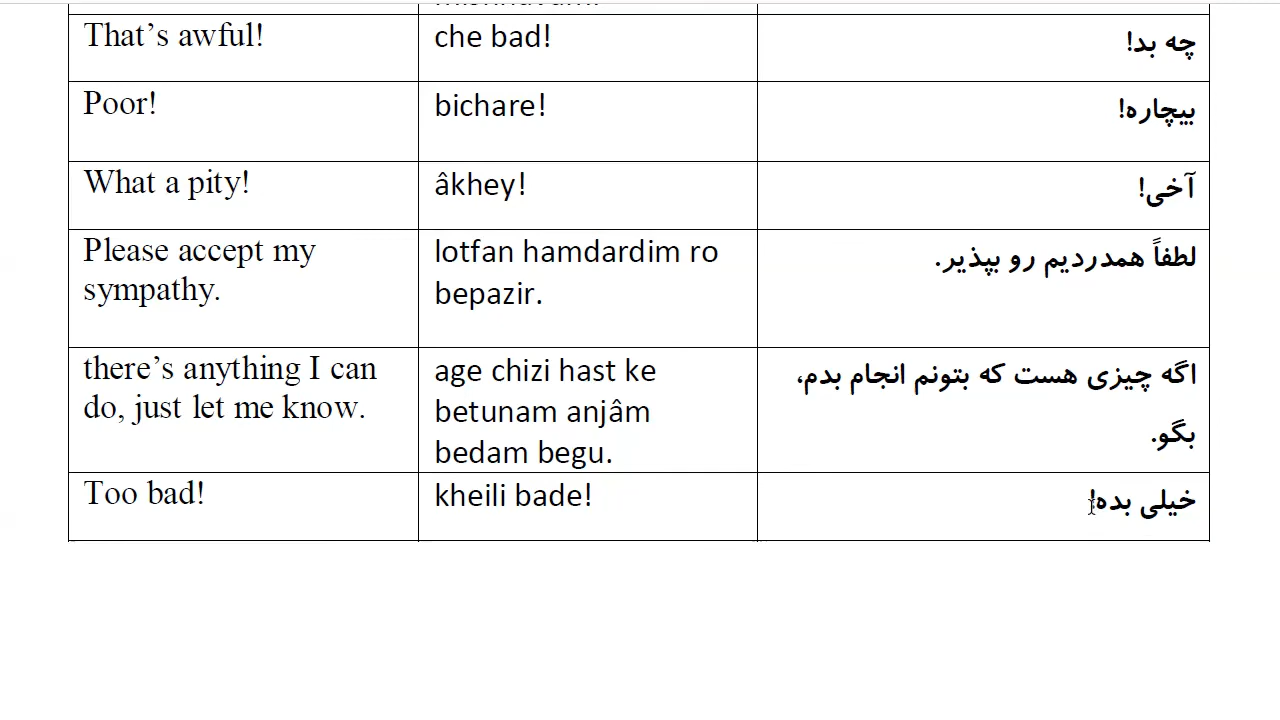 That's awful!
che bad!
چه بد!
Poor!
bichare!
بیچاره!
What a pity!
âkhey!
آخی!
Please accept my
sympathy.
lotfan hamdardim ro
bepazir.
لطفاً همدردیم رو بپذیر.
there's anything I can
do, just let me know.
age chizi hast ke
betunam anjâm
bedam begu.
اگه چیزی هست که بتونم انجام بدم،
بگو.
Too bad!
kheili bade!
خیلی بده!